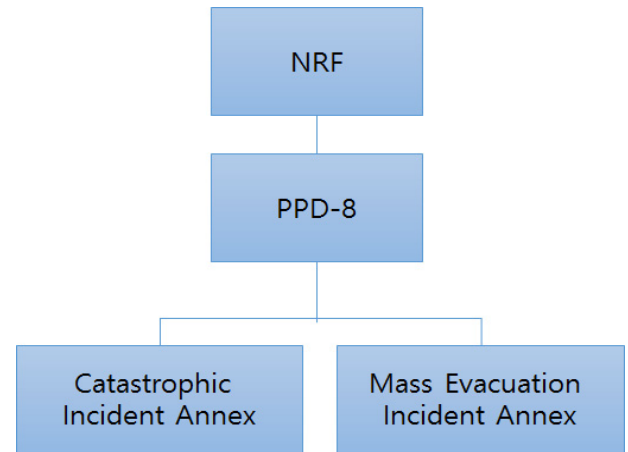 NRF
PPD-8
Catastrophic
Incident Annex
Mass Evacuation
Incident Annex